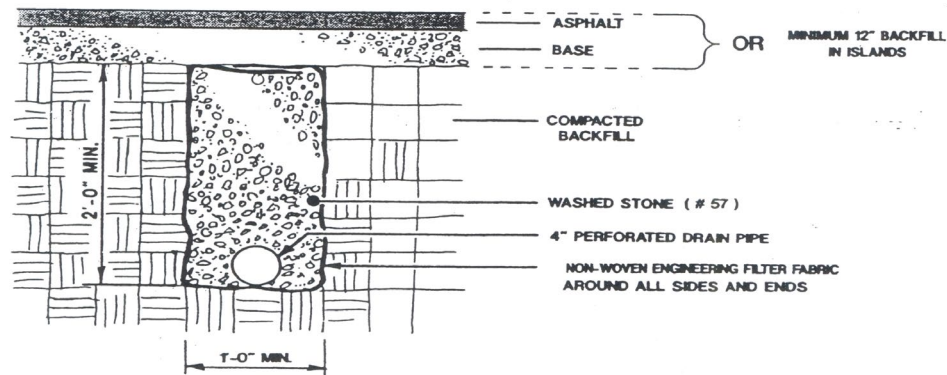 ASPHALT
BASE
OR
MINIMUM 12" BACKFILL
IN ISLANDS
COMPACTED
BACKFILL
2'-0" MIN.
WASHED STONE ( # 57 )
4" PERFORATED DRAIN PIPE
NON-WOVEN ENGINEERING FILTER FABRIC
AROUND ALL SIDES AND ENDS
1'-0" MIN.